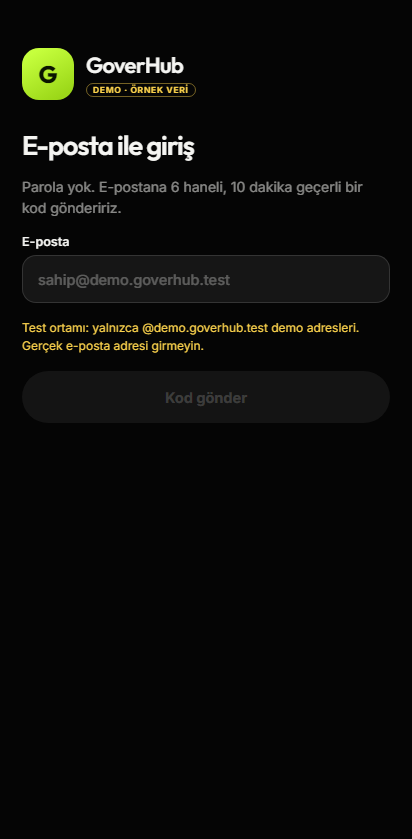 G
GoverHub
DEMO · ÖRNEK VERİ
E-posta ile giriş
Parola yok. E-postana 6 haneli, 10 dakika geçerli bir
kod göndeririz.
E-posta
sahip@demo.goverhub.test
Test ortamı: yalnızca @demo.goverhub.test demo adresleri.
Gerçek e-posta adresi girmeyin.
Kod gönder